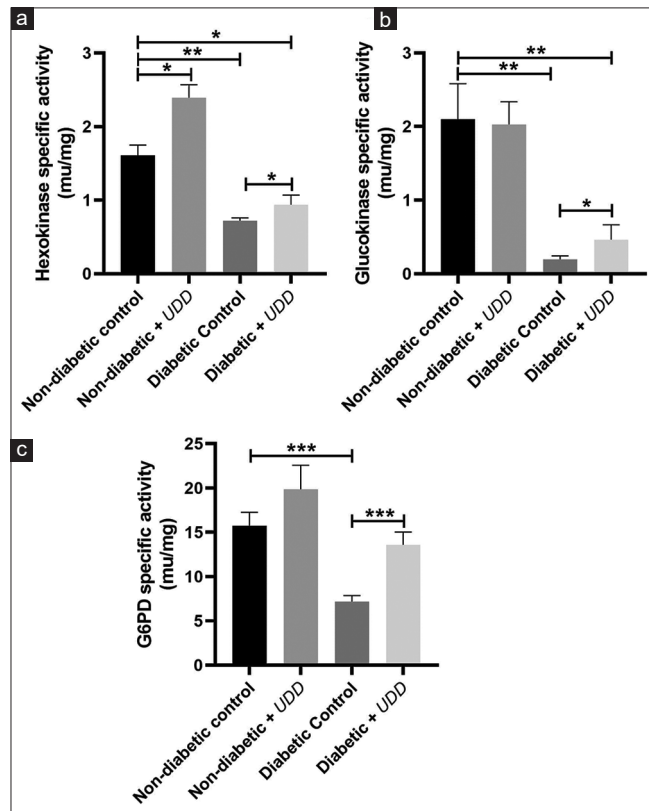 a
Hexokinase specific activity
(mu/mg)
3
2
1
0
*
**
*
*
Non-diabetic control
Non-diabetic + UDD
Diabetic Control
Diabetic + UDD
b
Glucokinase specific activity
(mu/mg)
3
2
1
0
**
**
*
Non-diabetic control
Non-diabetic + UDD
Diabetic Control
Diabetic + UDD
c
G6PD specific activity
(mu/mg)
25
20
15
10
5
0
***
***
Non-diabetic control
Non-diabetic + UDD
Diabetic Control
Diabetic + UDD